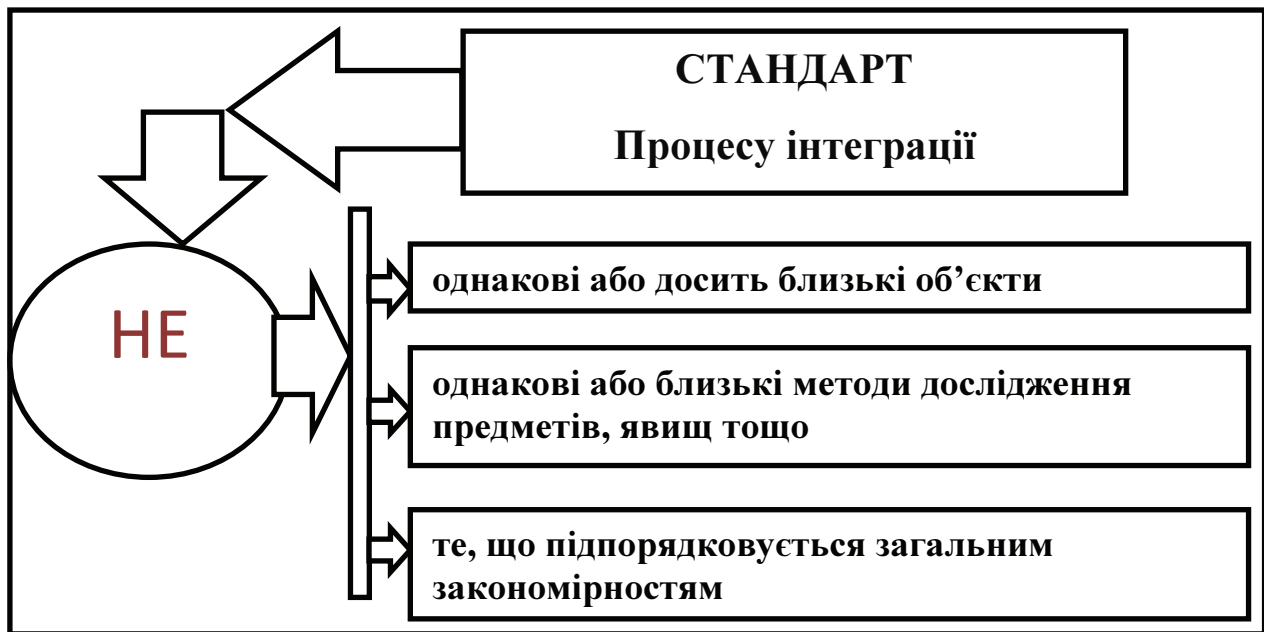 СТАНДАРТ
Процесу інтеграції
НЕ
однакові або досить близькі об’єкти
однакові або близькі методи дослідження
предметів, явищ тощо
те, що підпорядковується загальним
закономірностям